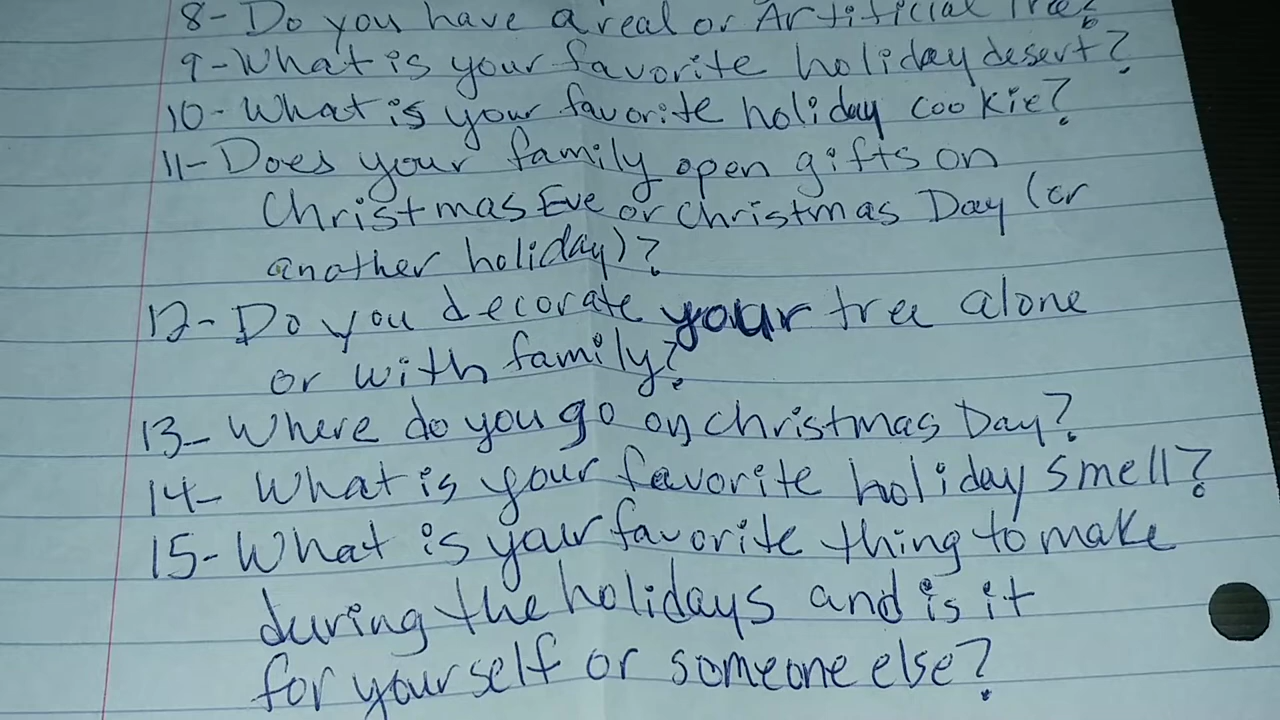 8- Do you have a real or Artificial Tree?
9- What is your favorite holiday desert?
10- What is your favorite holiday cookie?
11- Does your family open gifts on
Christmas Eve or Christmas Day (or
another holiday)?
12- Do you decorate your tree alone
or with family?
13- Where do you go on Christmas Day?
14- What is your favorite holiday smell?
15- What is your favorite thing to make
during the holidays and is it
for yourself or someone else?